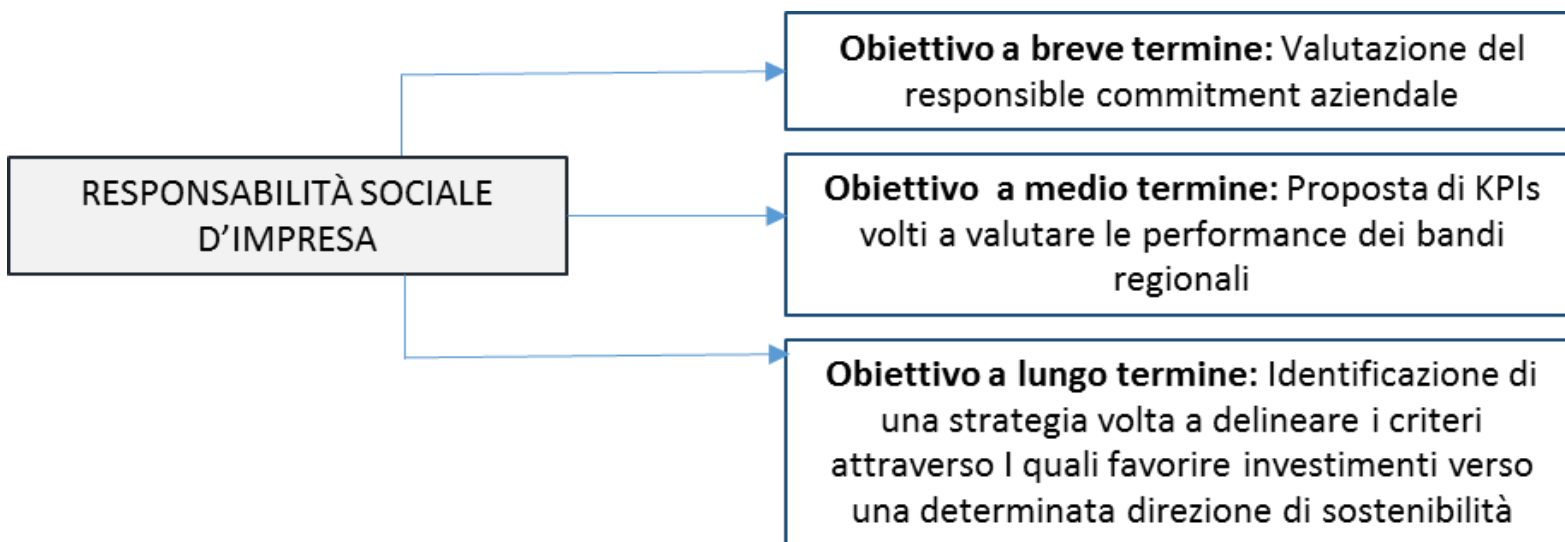 Obiettivo a breve termine: Valutazione del
responsible commitment aziendale
RESPONSABILITÀ SOCIALE
D’IMPRESA
Obiettivo  a medio termine: Proposta di KPIs
volti a valutare le performance dei bandi
regionali
Obiettivo a lungo termine: Identificazione di
una strategia volta a delineare i criteri
attraverso I quali favorire investimenti verso
una determinata direzione di sostenibilità